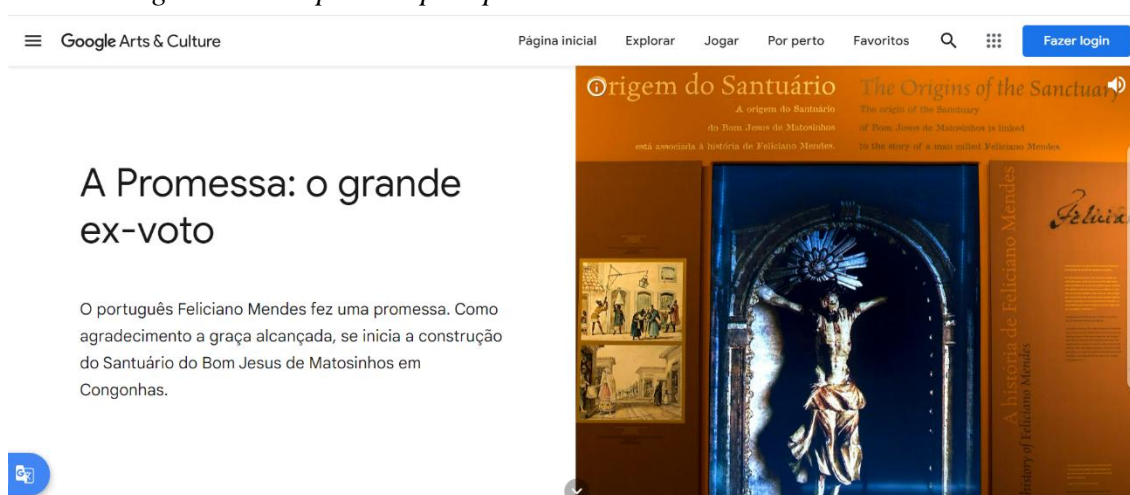 Google Arts & Culture
Página inicial Explorar Jogar Por perto Favoritos Fazer login
A Promessa: o grande
ex-voto
O português Feliciano Mendes fez uma promessa. Como
agradecimento a graça alcançada, se inicia a construção
do Santuário do Bom Jesus de Matosinhos em
Congonhas.
Origem do Santuário
A origem do Santuário
do Bom Jesus de Matosinhos
está associada à história de Feliciano Mendes.
The Origins of the Sanctuary
The origin of the Sanctuary
of Bom Jesus de Matosinhos is linked
to the story of a man called Feliciano Mendes.
A história de Feliciano Mendes
history of Feliciano Mendes